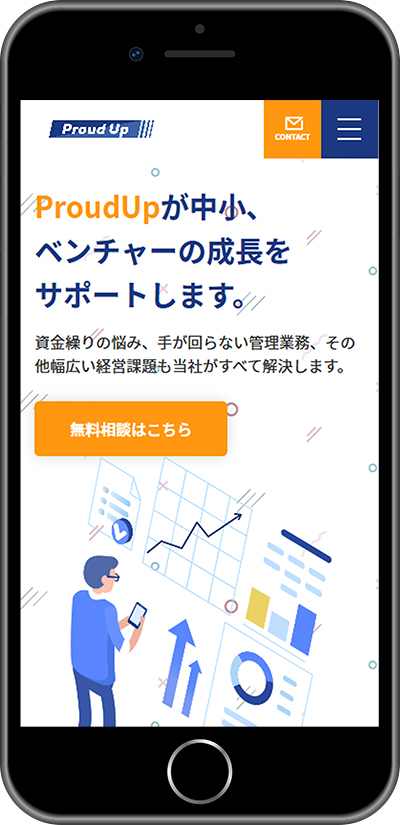 Proud Up
CONTACT
ProudUpが中小、
ベンチャーの成長を
サポートします。
資金繰りの悩み、手が回らない管理業務、その
他幅広い経営課題も当社がすべて解決します。
無料相談はこちら